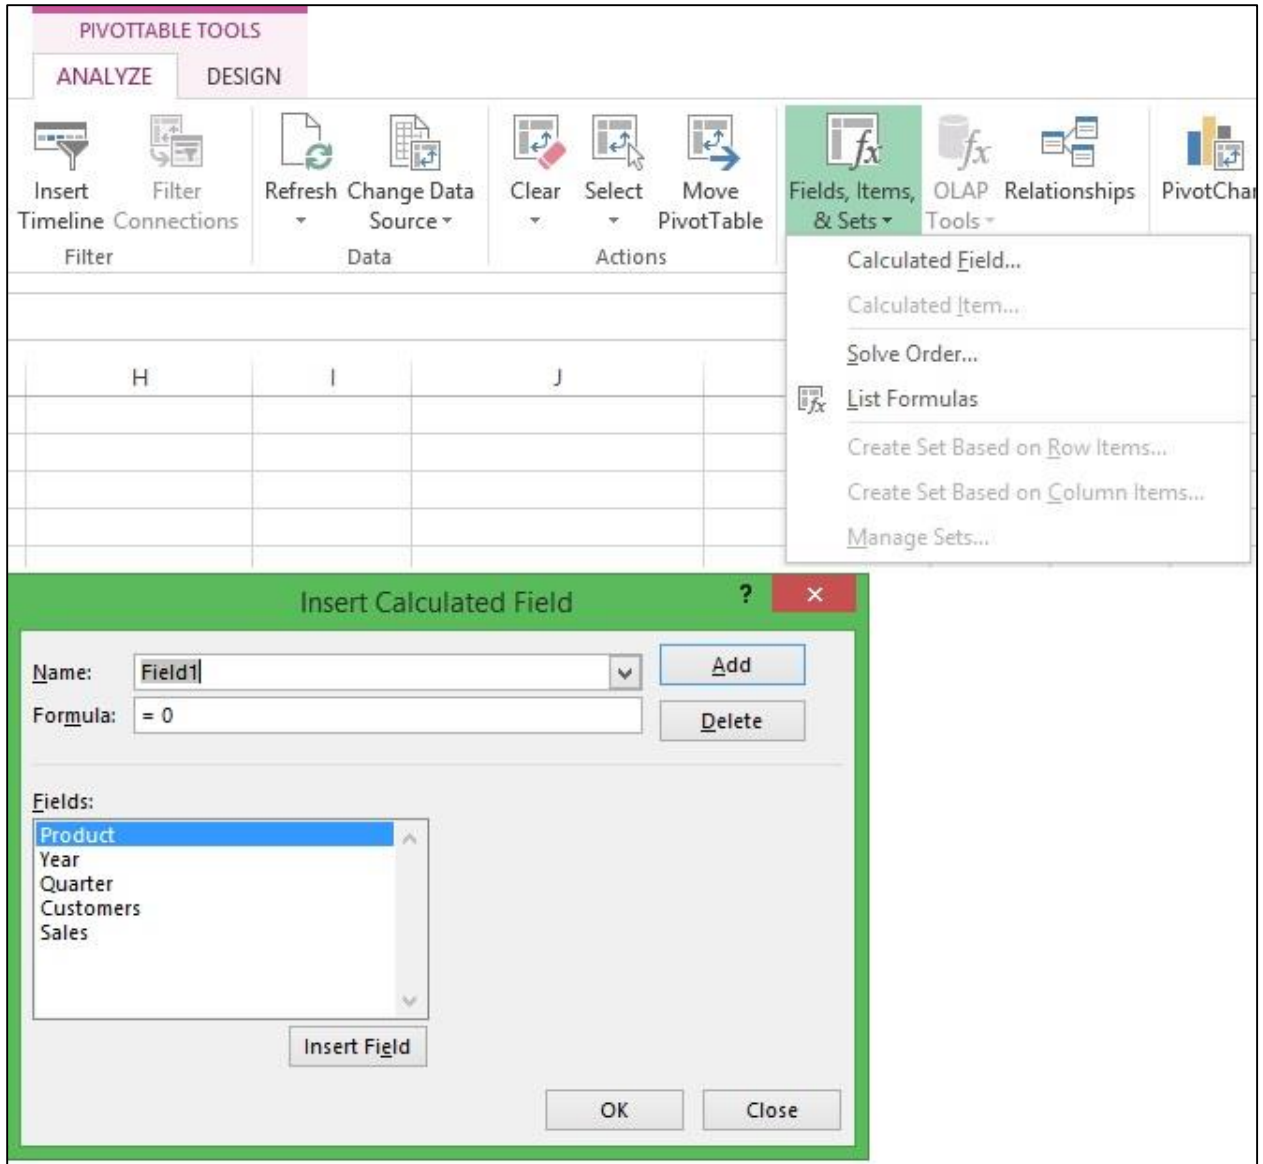 PIVOTTABLE TOOLS
ANALYZE DESIGN
Insert Timeline
Filter Connections
Refresh
Change Data Source
Clear
Select
Move PivotTable
Fields, Items, & Sets
OLAP Tools
Relationships
PivotChar
Filter Data Actions
Calculated Field...
Calculated Item...
Solve Order...
List Formulas
Create Set Based on Row Items...
Create Set Based on Column Items...
Manage Sets...
H I J
Insert Calculated Field ? ×
Name: Field1 Add
Formula: = 0 Delete
Fields:
Product
Year
Quarter
Customers
Sales
Insert Field
OK Close